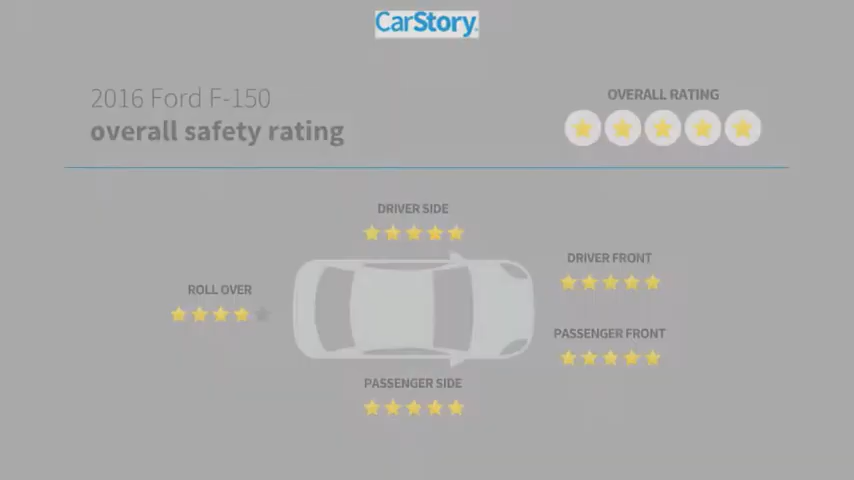 CarStory.
2016 Ford F-150
overall safety rating
OVERALL RATING
DRIVER SIDE
DRIVER FRONT
ROLL OVER
PASSENGER FRONT
PASSENGER SIDE